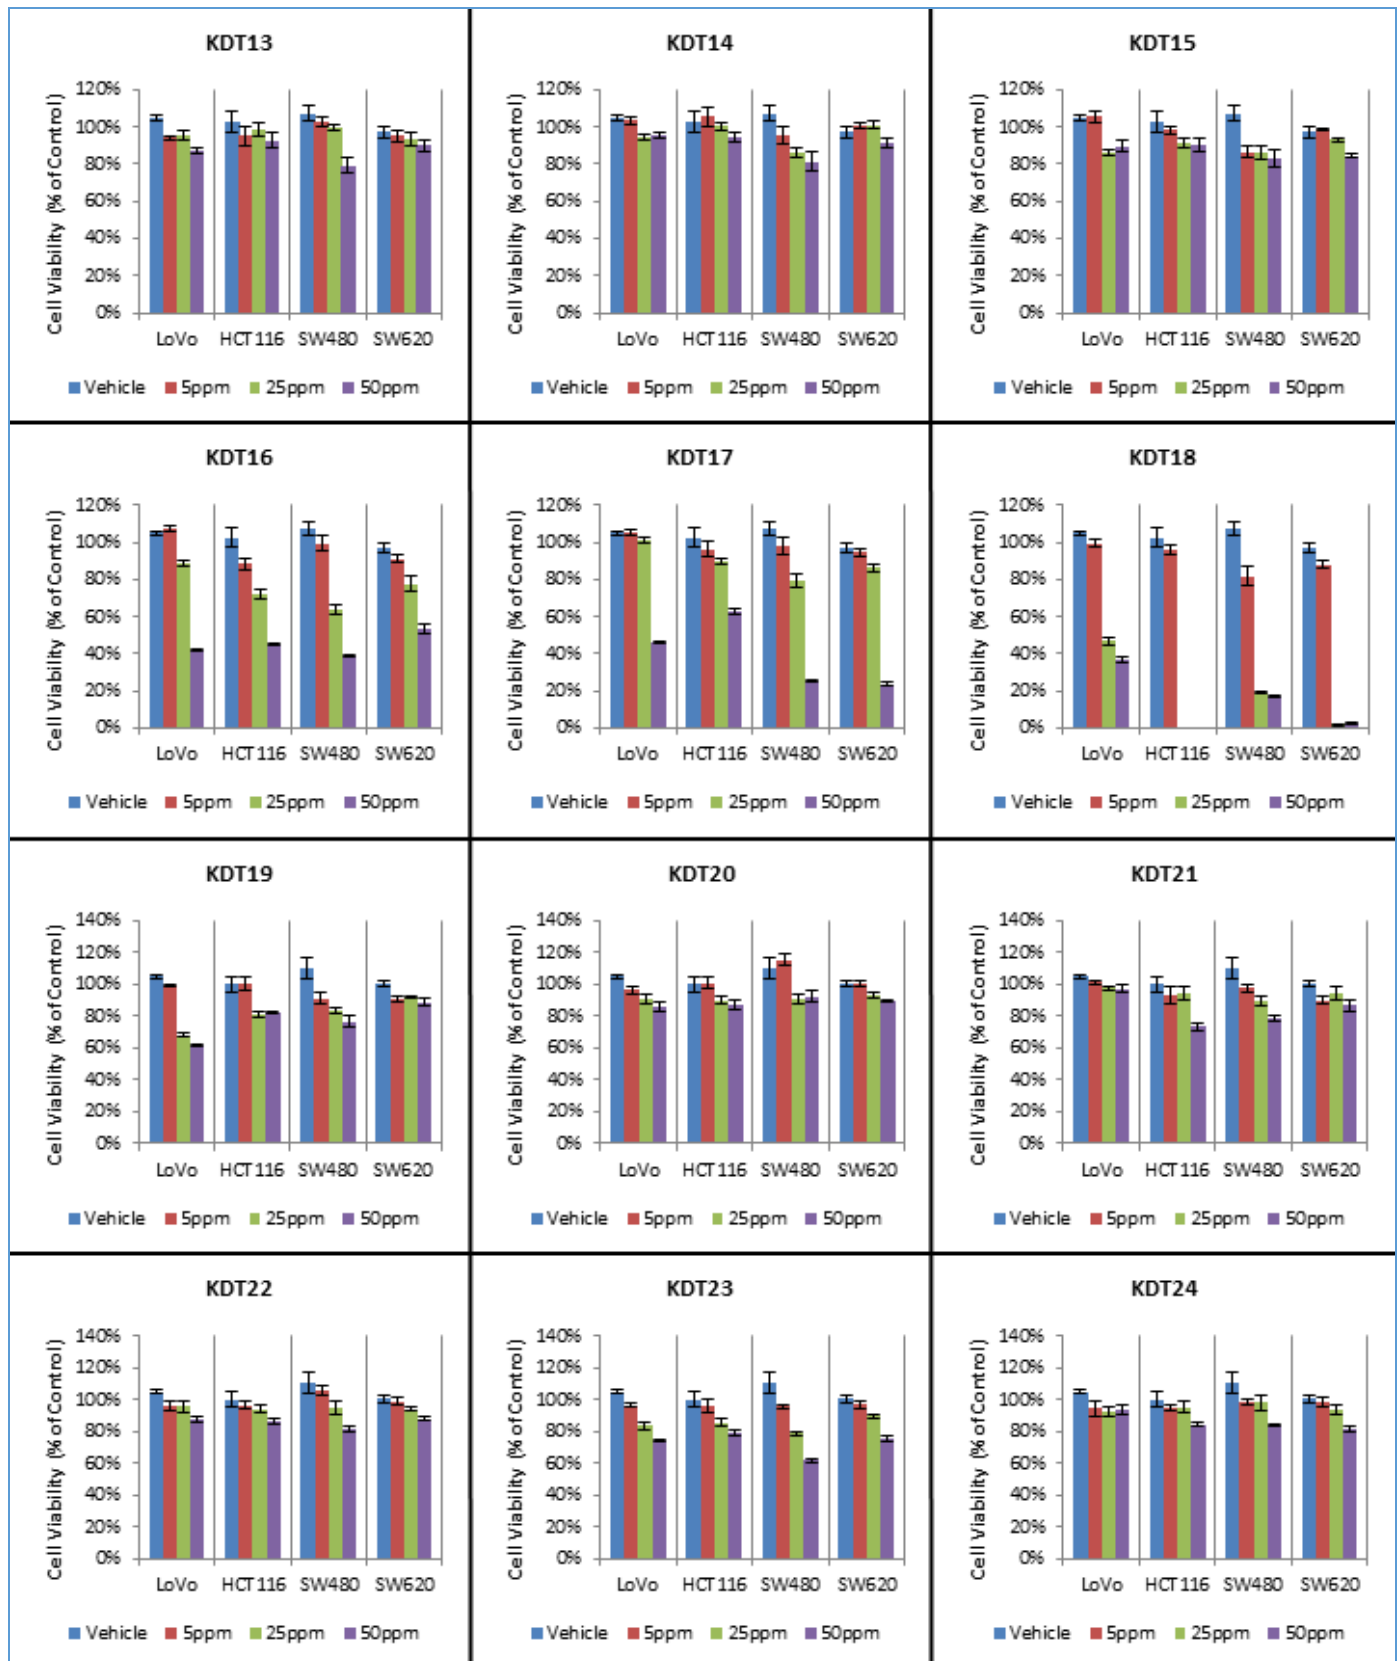 KDT13
Cell Viability (% of Control)
120%
100%
80%
60%
40%
20%
0%
LoVo HCT116 SW480 SW620
Vehicle 5ppm 25ppm 50ppm
KDT14
Cell Viability (% of Control)
120%
100%
80%
60%
40%
20%
0%
LoVo HCT116 SW480 SW620
Vehicle 5ppm 25ppm 50ppm
KDT15
Cell Viability (% of Control)
120%
100%
80%
60%
40%
20%
0%
LoVo HCT116 SW480 SW620
Vehicle 5ppm 25ppm 50ppm
KDT16
Cell Viability (% of Control)
120%
100%
80%
60%
40%
20%
0%
LoVo HCT116 SW480 SW620
Vehicle 5ppm 25ppm 50ppm
KDT17
Cell Viability (% of Control)
120%
100%
80%
60%
40%
20%
0%
LoVo HCT116 SW480 SW620
Vehicle 5ppm 25ppm 50ppm
KDT18
Cell Viability (% of Control)
120%
100%
80%
60%
40%
20%
0%
LoVo HCT116 SW480 SW620
Vehicle 5ppm 25ppm 50ppm
KDT19
Cell Viability (% of Control)
140%
120%
100%
80%
60%
40%
20%
0%
LoVo HCT116 SW480 SW620
Vehicle 5ppm 25ppm 50ppm
KDT20
Cell Viability (% of Control)
140%
120%
100%
80%
60%
40%
20%
0%
LoVo HCT116 SW480 SW620
Vehicle 5ppm 25ppm 50ppm
KDT21
Cell Viability (% of Control)
140%
120%
100%
80%
60%
40%
20%
0%
LoVo HCT116 SW480 SW620
Vehicle 5ppm 25ppm 50ppm
KDT22
Cell Viability (% of Control)
140%
120%
100%
80%
60%
40%
20%
0%
LoVo HCT116 SW480 SW620
Vehicle 5ppm 25ppm 50ppm
KDT23
Cell Viability (% of Control)
140%
120%
100%
80%
60%
40%
20%
0%
LoVo HCT116 SW480 SW620
Vehicle 5ppm 25ppm 50ppm
KDT24
Cell Viability (% of Control)
140%
120%
100%
80%
60%
40%
20%
0%
LoVo HCT116 SW480 SW620
Vehicle 5ppm 25ppm 50ppm